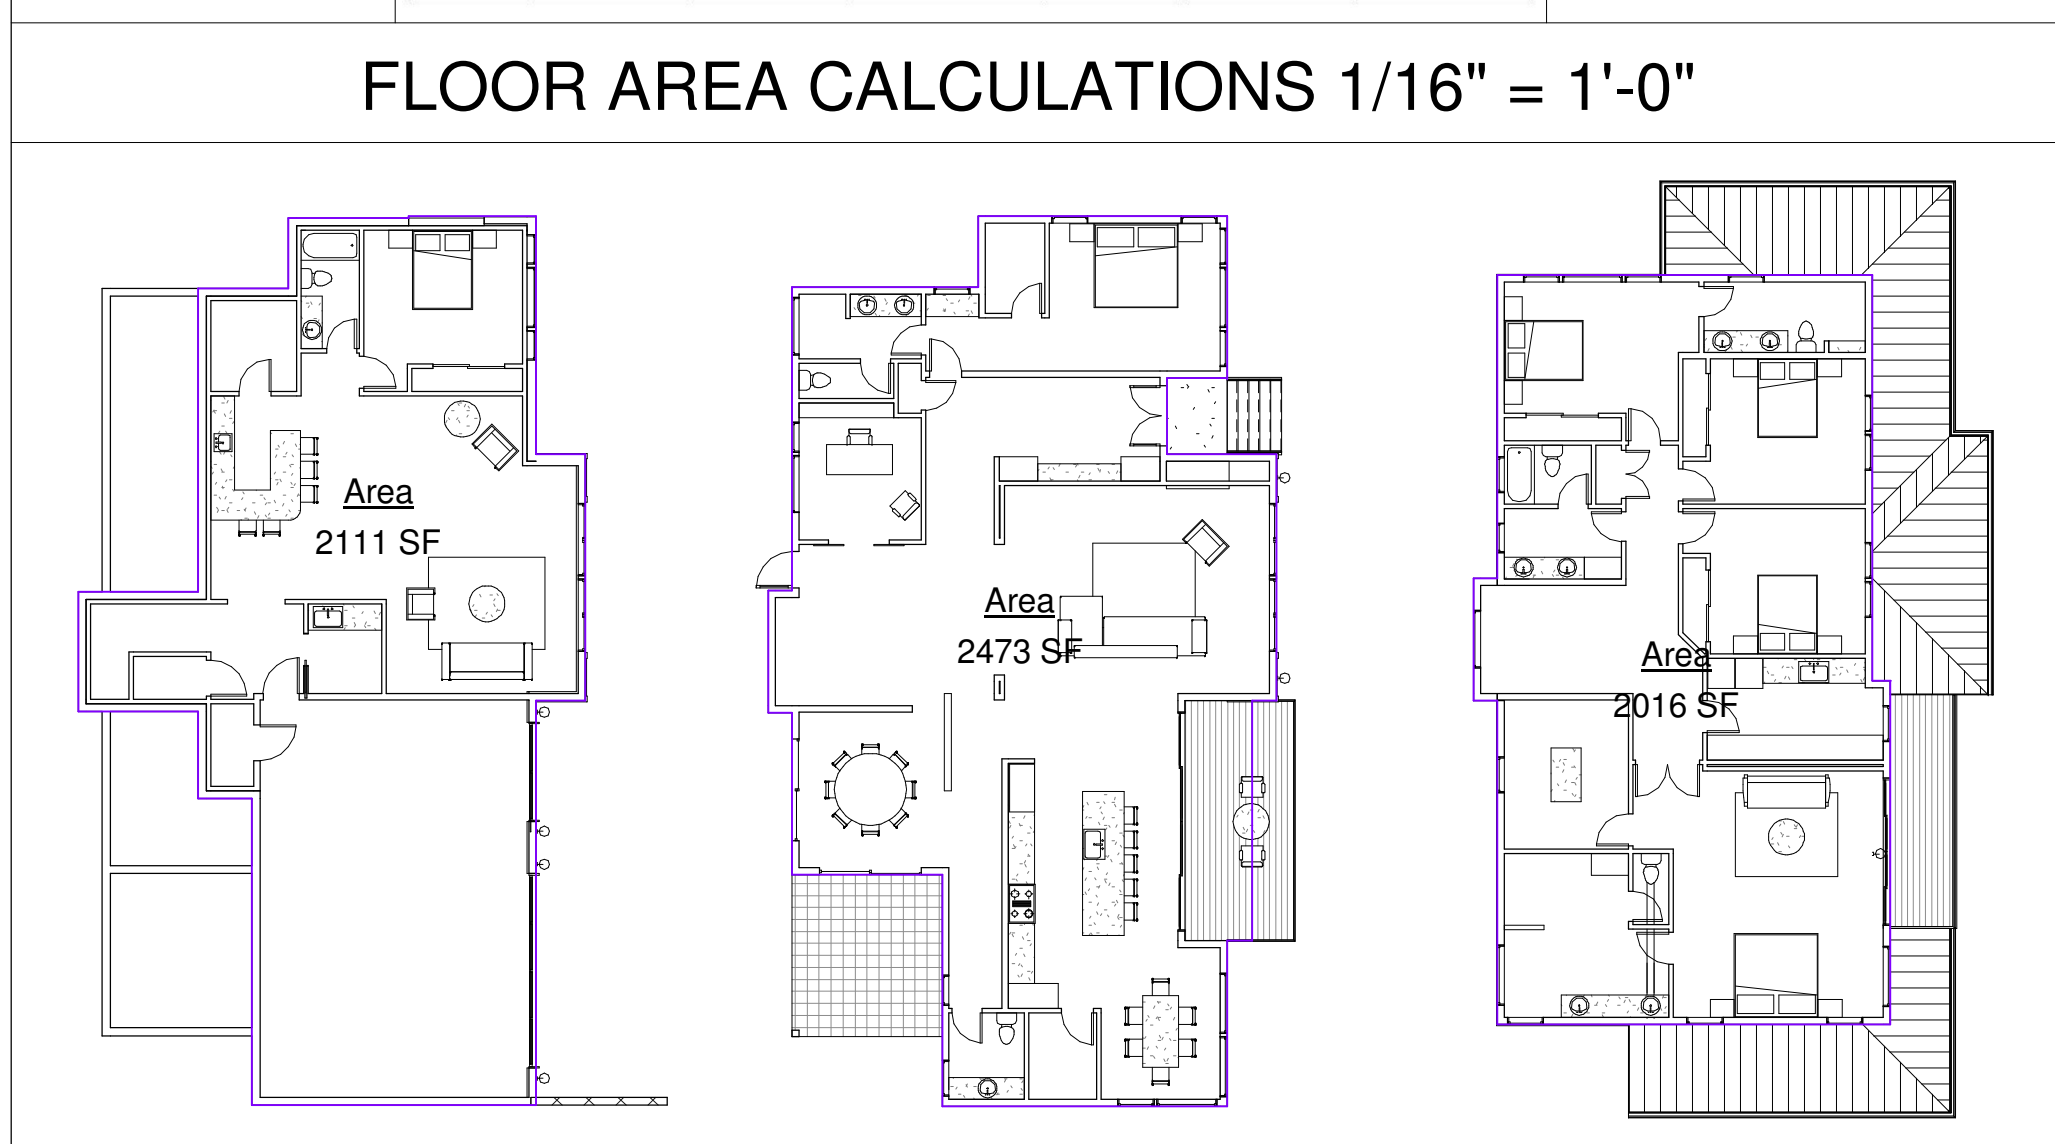 FLOOR AREA CALCULATIONS 1/16" = 1'-0"
Area
2111 SF
Area
2473 SF
Area
2016 SF